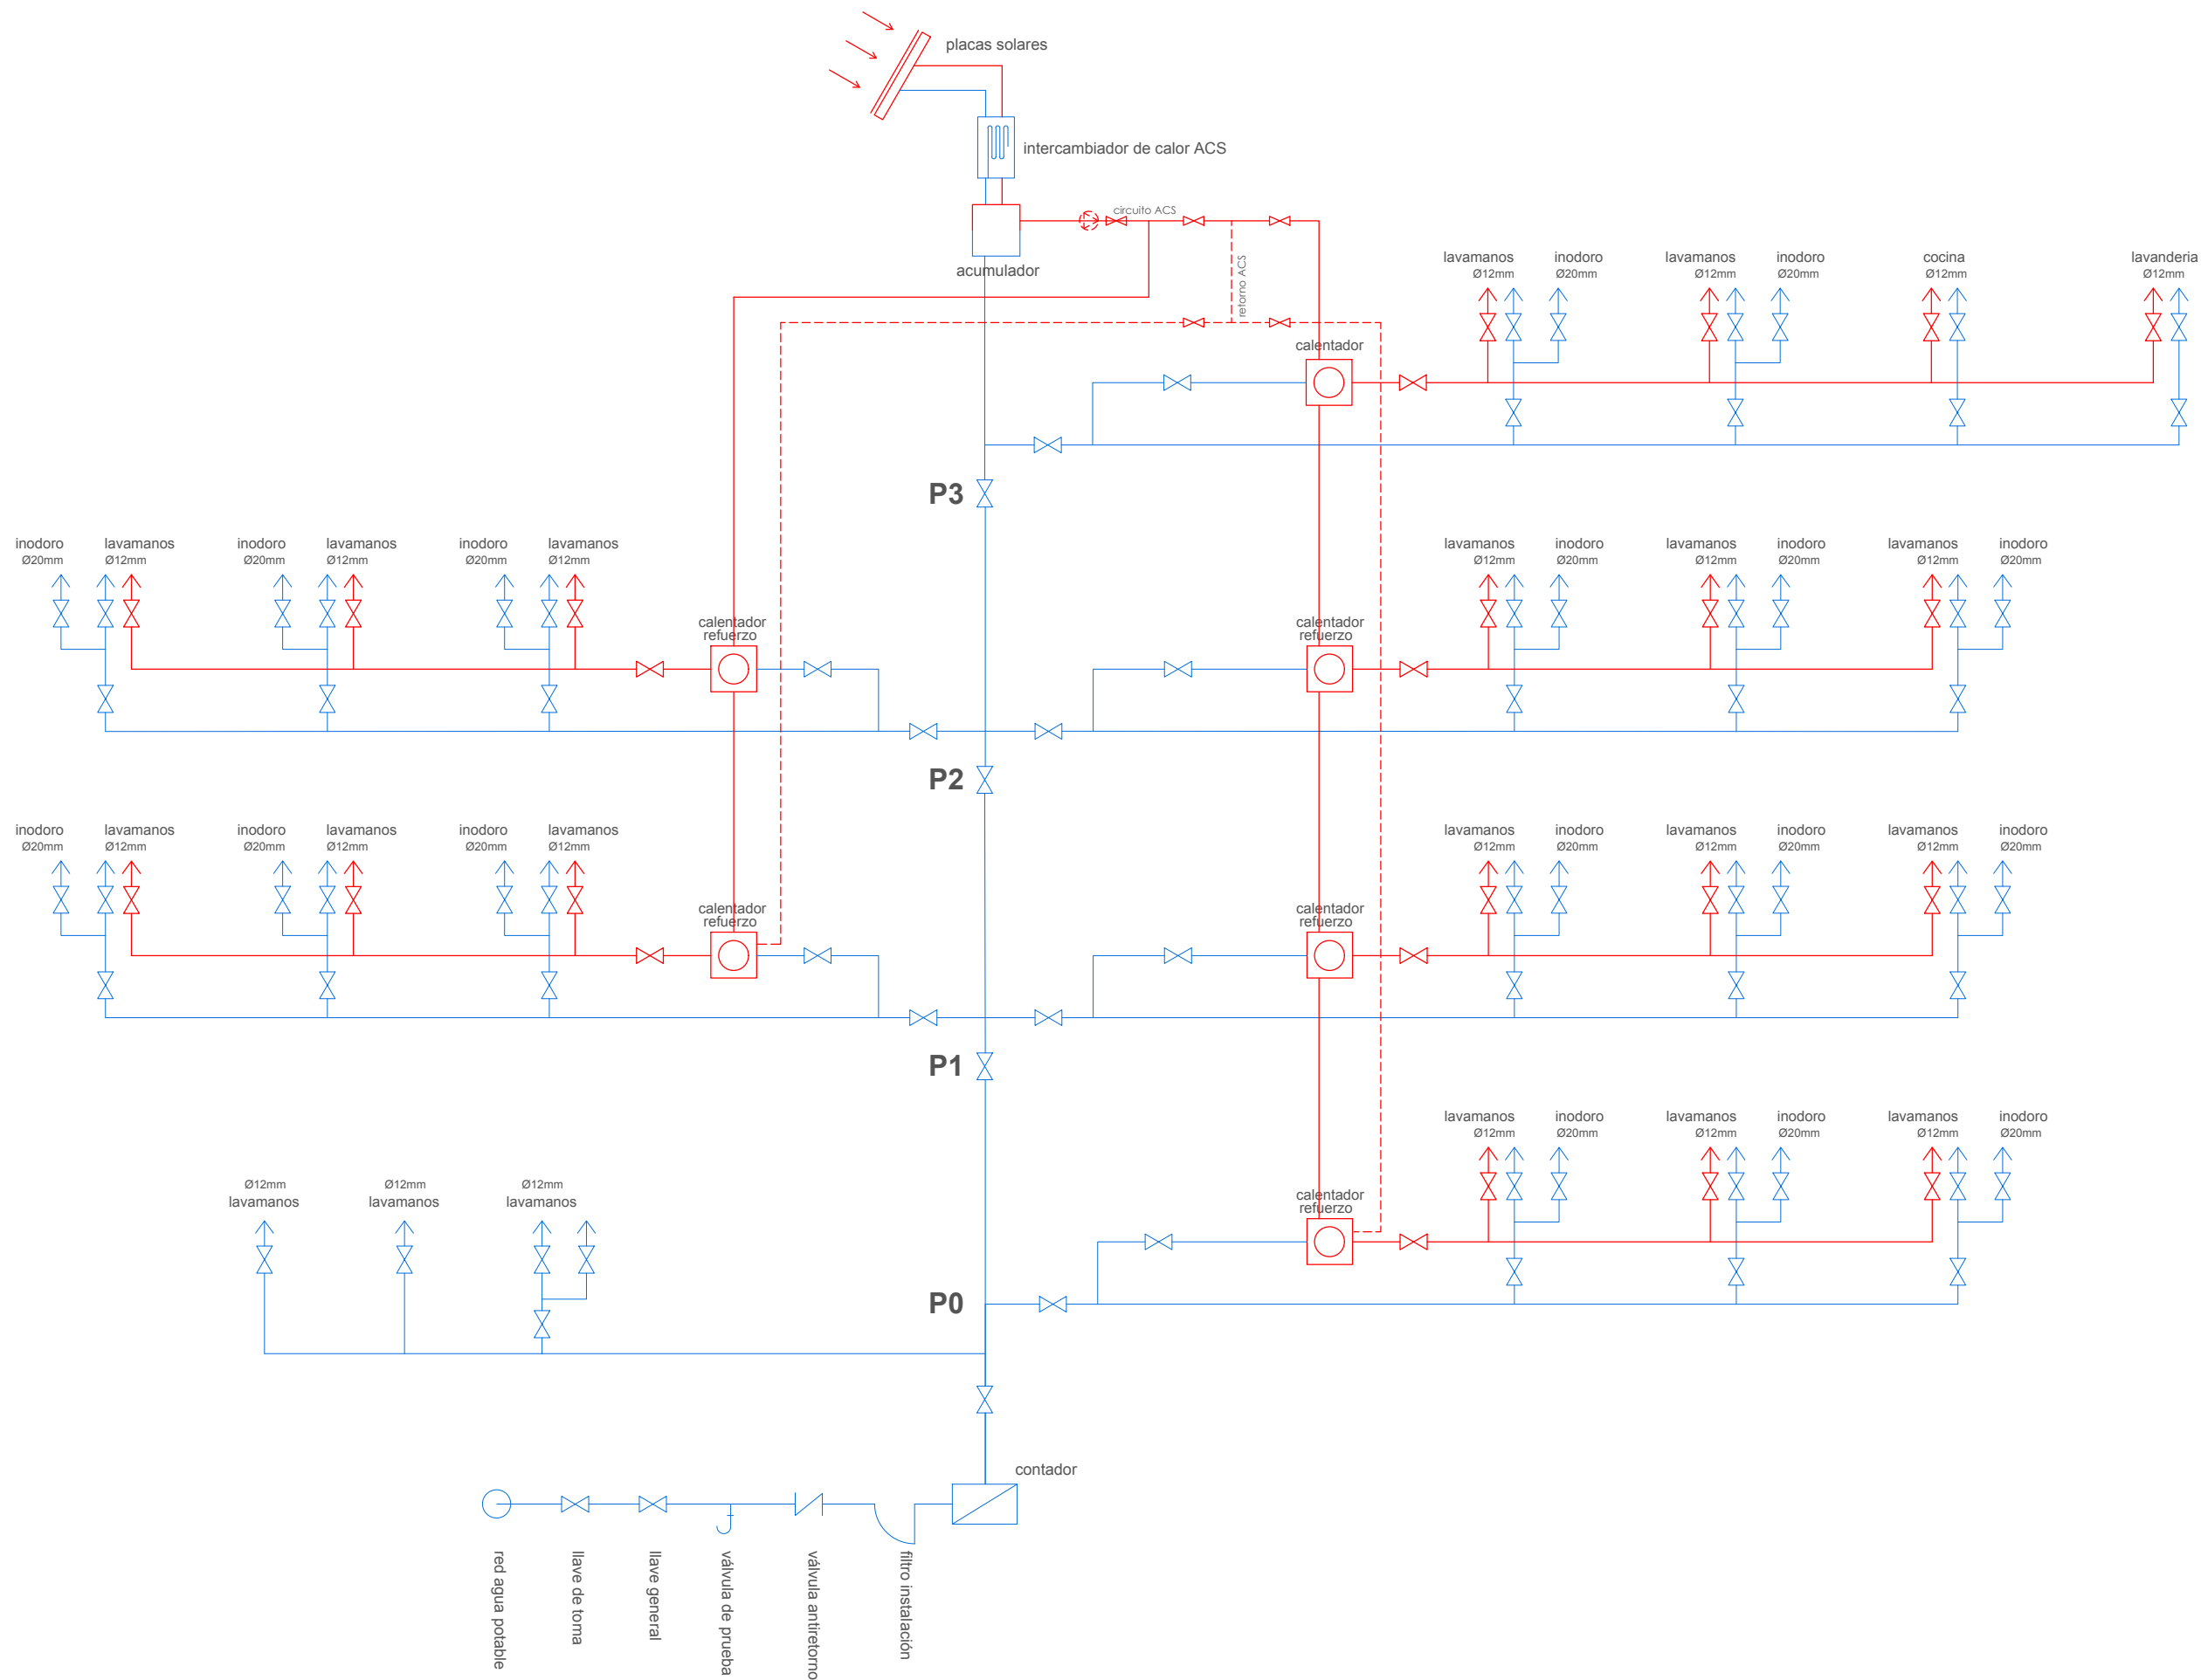 placas solares
intercambiador de calor ACS
circuito ACS
acumulador
retorno ACS
lavamanos
Ø12mm
inodoro
Ø20mm
lavamanos
Ø12mm
inodoro
Ø20mm
cocina
Ø12mm
lavanderia
Ø12mm
calentador
P3
inodoro
Ø20mm
lavamanos
Ø12mm
inodoro
Ø20mm
lavamanos
Ø12mm
inodoro
Ø20mm
lavamanos
Ø12mm
calentador
refuerzo
calentador
refuerzo
lavamanos
Ø12mm
inodoro
Ø20mm
lavamanos
Ø12mm
inodoro
Ø20mm
lavamanos
Ø12mm
inodoro
Ø20mm
P2
inodoro
Ø20mm
lavamanos
Ø12mm
inodoro
Ø20mm
lavamanos
Ø12mm
inodoro
Ø20mm
lavamanos
Ø12mm
calentador
refuerzo
calentador
refuerzo
lavamanos
Ø12mm
inodoro
Ø20mm
lavamanos
Ø12mm
inodoro
Ø20mm
lavamanos
Ø12mm
inodoro
Ø20mm
P1
Ø12mm
lavamanos
Ø12mm
lavamanos
Ø12mm
lavamanos
calentador
refuerzo
lavamanos
Ø12mm
inodoro
Ø20mm
lavamanos
Ø12mm
inodoro
Ø20mm
lavamanos
Ø12mm
inodoro
Ø20mm
P0
contador
red agua potable
llave de toma
llave general
válvula de prueba
válvula antiretorno
filtro instalación